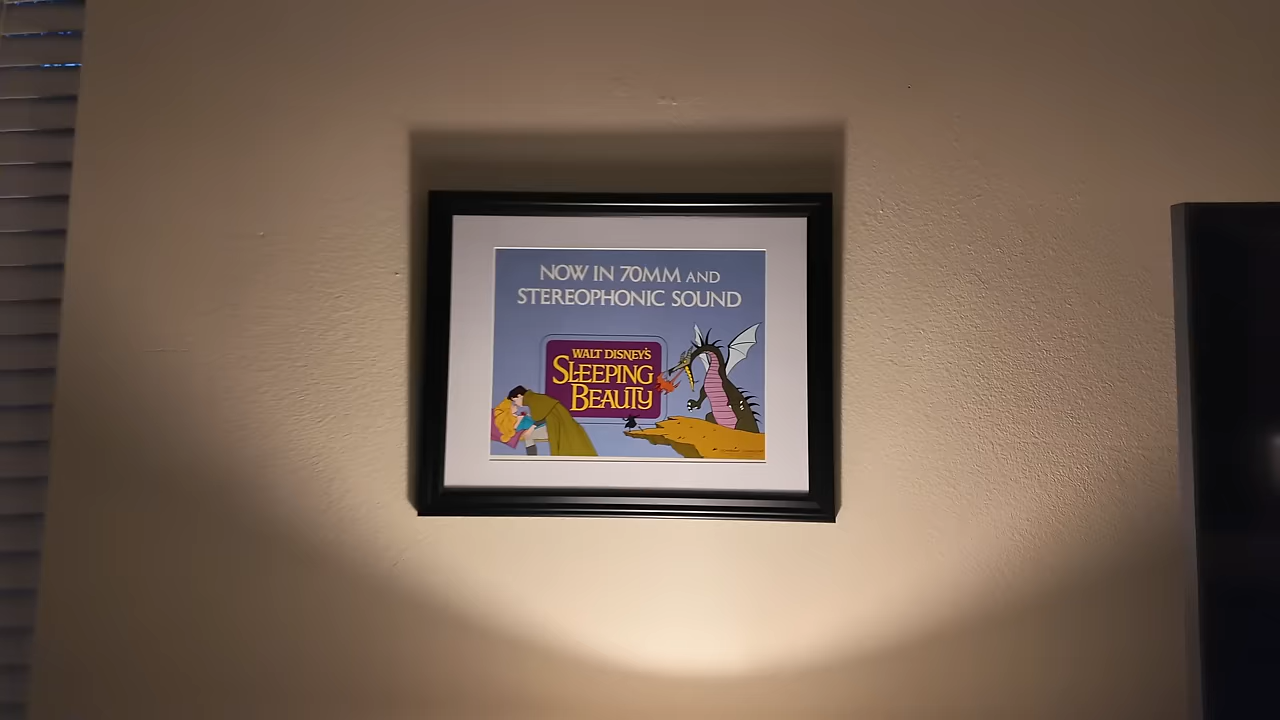 NOW IN 70MM AND
STEREOPHONIC SOUND
WALT DISNEY'S
SLEEPING
BEAUTY